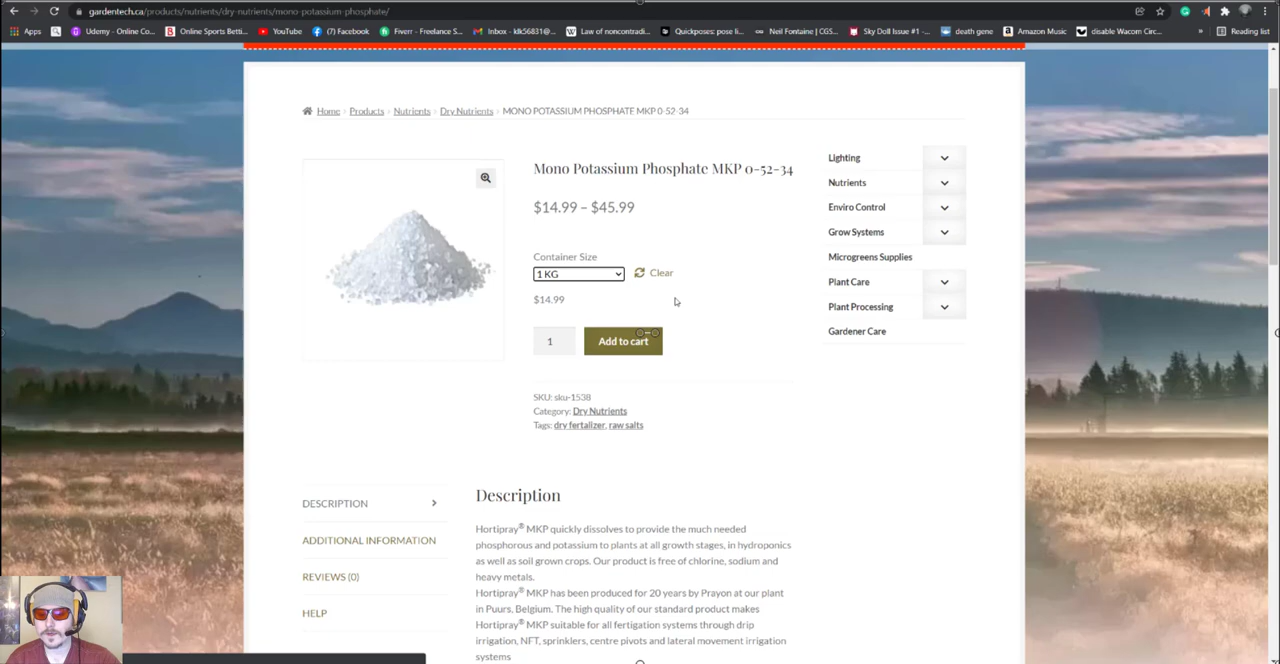 gardentech.ca/products/nutrients/dry-nutrients/mono-potassium-phosphate/
Apps Udemy - Online Co... Online Sports Betti... YouTube (7) Facebook Fiverr - Freelance S... Inbox - klk56831@... Law of noncontradi... Quickposes: pose li... Neil Fontaine | CGS... Sky Doll Issue #1 -... death gene Amazon Music disable Wacom Circ... » Reading list
Home › Products › Nutrients › Dry Nutrients › MONO POTASSIUM PHOSPHATE MKP 0-52-34
Mono Potassium Phosphate MKP 0-52-34
$14.99 – $45.99
Container Size
1 KG Clear
$14.99
1 Add to cart
SKU: sku-1538
Category: Dry Nutrients
Tags: dry fertalizer, raw salts
Lighting
Nutrients
Enviro Control
Grow Systems
Microgreens Supplies
Plant Care
Plant Processing
Gardener Care
DESCRIPTION
ADDITIONAL INFORMATION
REVIEWS (0)
HELP
Description
Hortipray® MKP quickly dissolves to provide the much needed
phosphorous and potassium to plants at all growth stages, in hydroponics
as well as soil grown crops. Our product is free of chlorine, sodium and
heavy metals.
Hortipray® MKP has been produced for 20 years by Prayon at our plant
in Puurs, Belgium. The high quality of our standard product makes
Hortipray® MKP suitable for all fertigation systems through drip
irrigation, NFT, sprinklers, centre pivots and lateral movement irrigation
systems